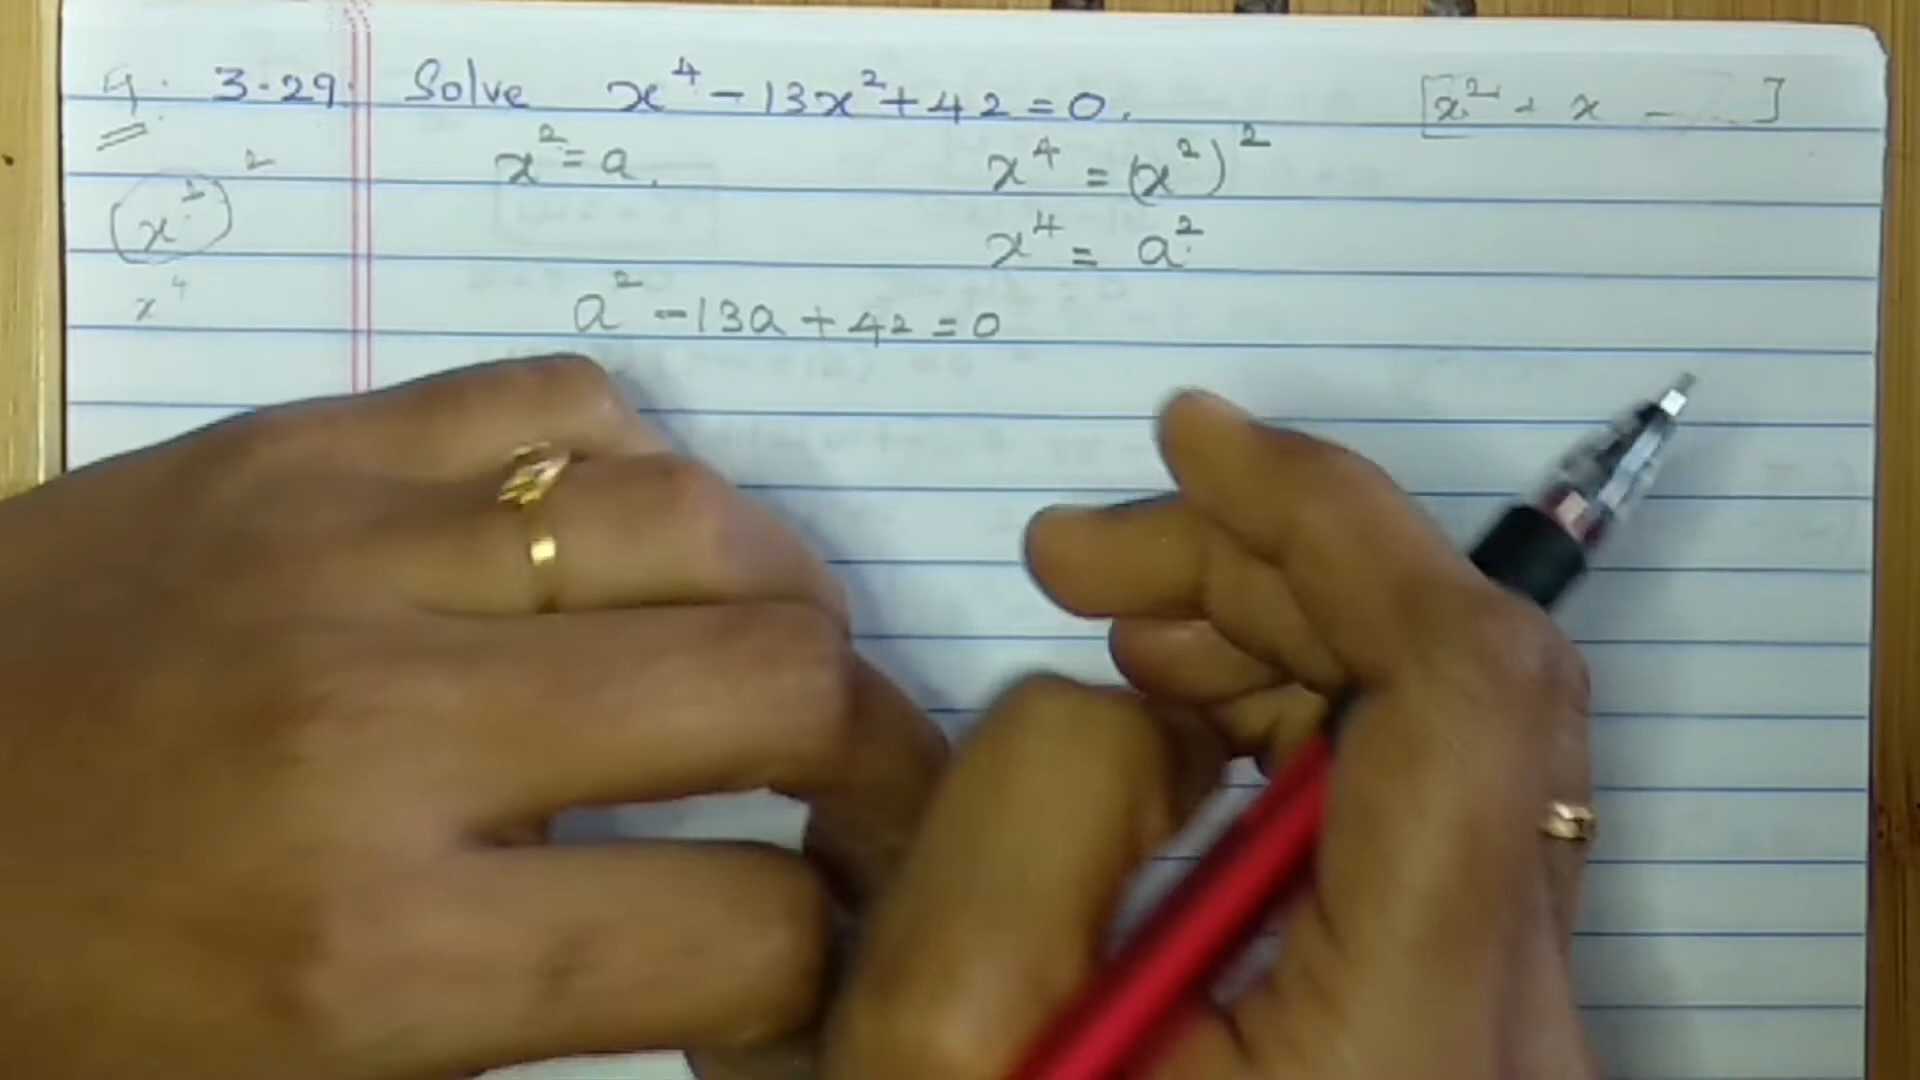 4. 3.29. Solve x⁴ - 13x² + 42 = 0. [x² + x - ]
x² = a. x⁴ = (x²)²
(x²)²
x⁴ = a²
x⁴
a² - 13a + 42 = 0